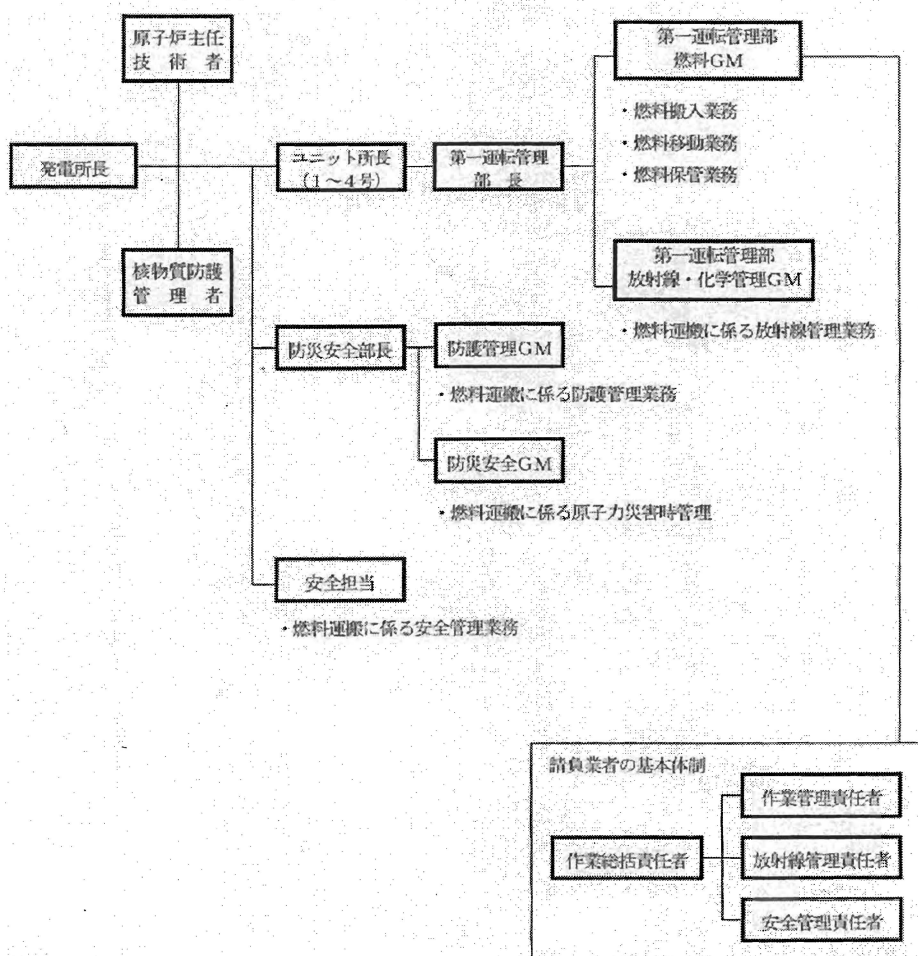 原子炉主任
技術者
第一運転管理部
燃料GM
・燃料搬入業務
・燃料移動業務
・燃料保管業務
発電所長
ユニット所長
（１～４号）
第一運転管理
部長
核物質防護
管理者
第一運転管理部
放射線・化学管理GM
・燃料運搬に係る放射線管理業務
防災安全部長
防護管理GM
・燃料運搬に係る防護管理業務
防災安全GM
・燃料運搬に係る原子力災害時管理
安全担当
・燃料運搬に係る安全管理業務
請負業者の基本体制
作業管理責任者
作業総括責任者
放射線管理責任者
安全管理責任者